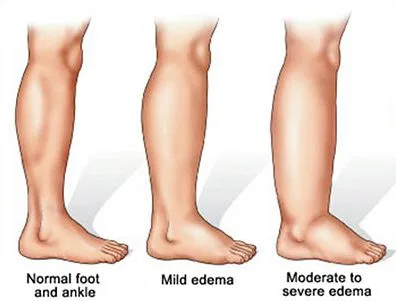 Normal foot
and ankle
Mild edema
Moderate to
severe edema